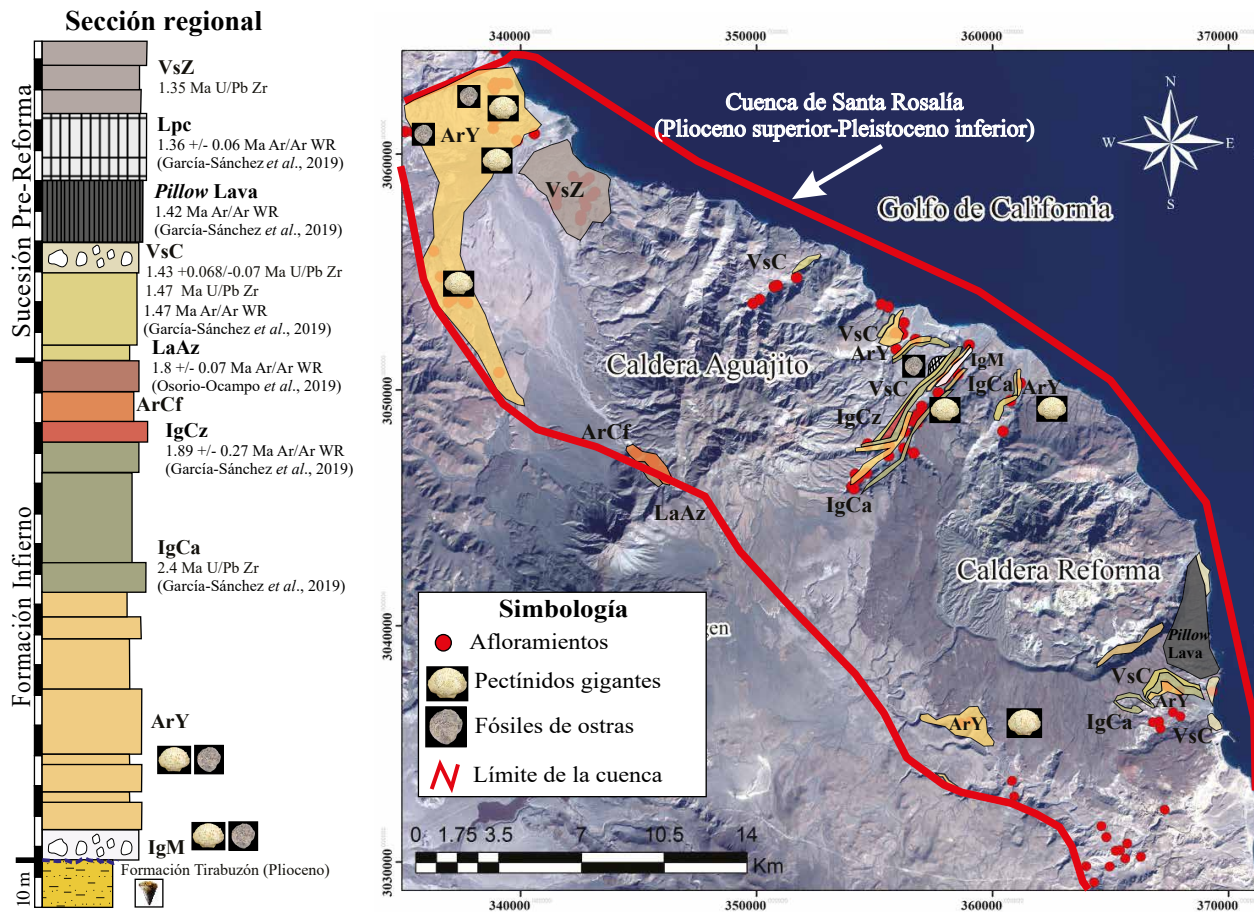 Sección regional
VsZ
1.35 Ma U/Pb Zr
Lpc
1.36 +/- 0.06 Ma Ar/Ar WR
(García-Sánchez et al., 2019)
Pillow Lava
1.42 Ma Ar/Ar WR
(García-Sánchez et al., 2019)
VsC
1.43 +0.068/-0.07 Ma U/Pb Zr
1.47 Ma U/Pb Zr
1.47 Ma Ar/Ar WR
(García-Sánchez et al., 2019)
LaAz
1.8 +/- 0.07 Ma Ar/Ar WR
(Osorio-Ocampo et al., 2019)
ArCf
IgCz
1.89 +/- 0.27 Ma Ar/Ar WR
(García-Sánchez et al., 2019)
IgCa
2.4 Ma U/Pb Zr
(García-Sánchez et al., 2019)
ArY
IgM
Formación Tirabuzón (Plioceno)
Sucesión Pre-Reforma
Formación Infierno
10 m
340000
350000
360000
370000
3060000
3050000
3040000
3030000
Cuenca de Santa Rosalía
(Plioceno superior-Pleistoceno inferior)
Golfo de California
N
W
E
S
ArY
VsZ
VsC
VsC
ArY
IgM
Caldera Aguajito
VsC
IgCa
ArY
IgCz
ArCf
LaAz
IgCa
Caldera Reforma
Pillow
Lava
VsC
ArY
IgCa
VsC
ArY
gen
Simbología
Afloramientos
Pectínidos gigantes
Fósiles de ostras
Límite de la cuenca
0 1.75 3.5 7 10.5 14
Km
340000
350000
360000
370000